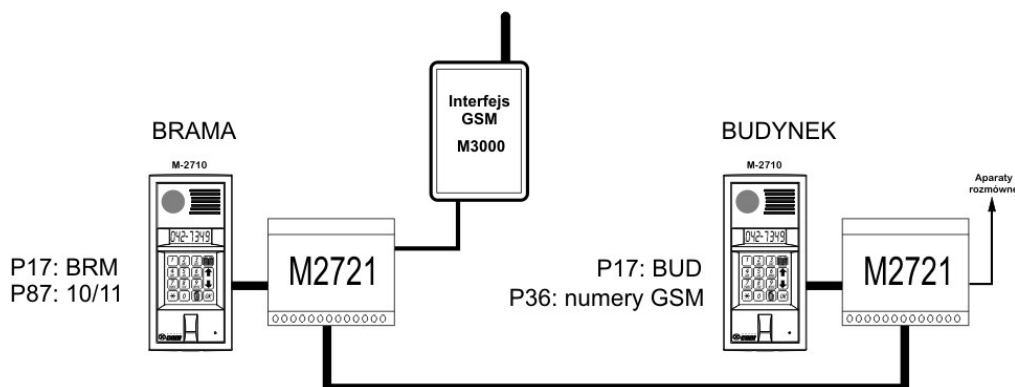 Interfejs
GSM
M3000
BRAMA
M-2710
042-7349
P17: BRM
P87: 10/11
M2721
BUDYNEK
M-2710
042-7349
P17: BUD
P36: numery GSM
M2721
Aparaty
rozmówne